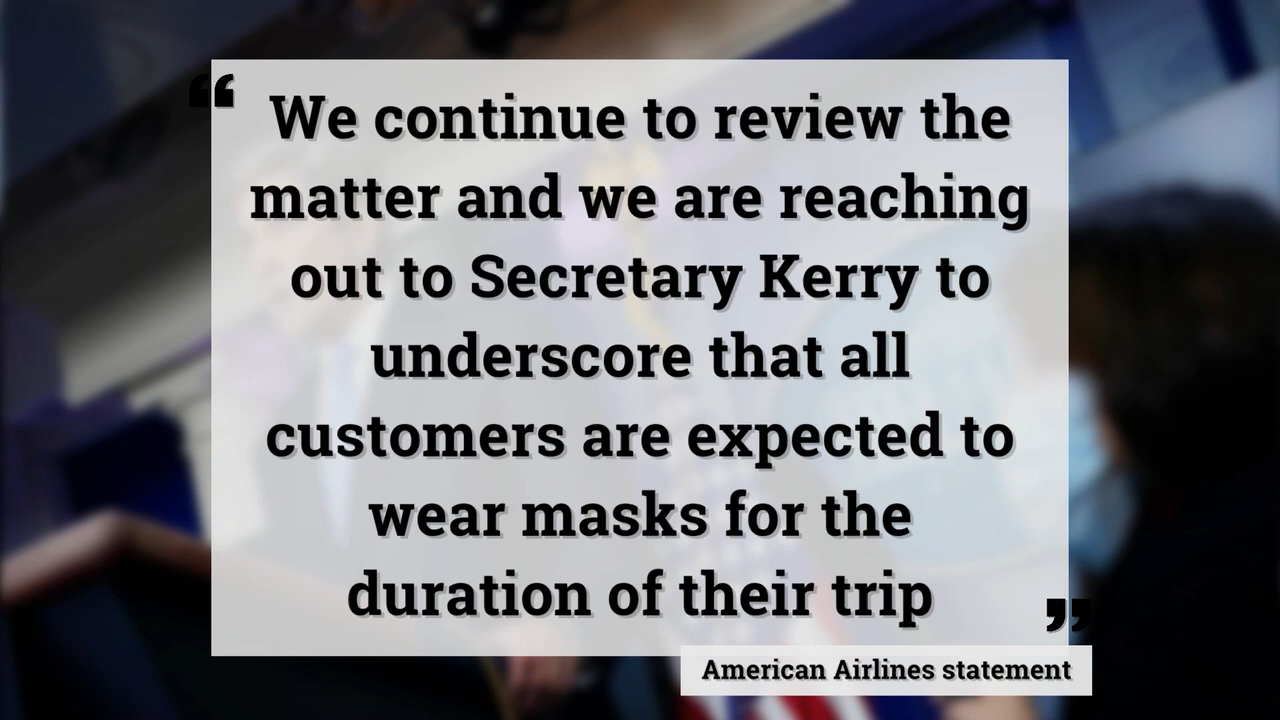 “
We continue to review the
matter and we are reaching
out to Secretary Kerry to
underscore that all
customers are expected to
wear masks for the
duration of their trip
”
American Airlines statement